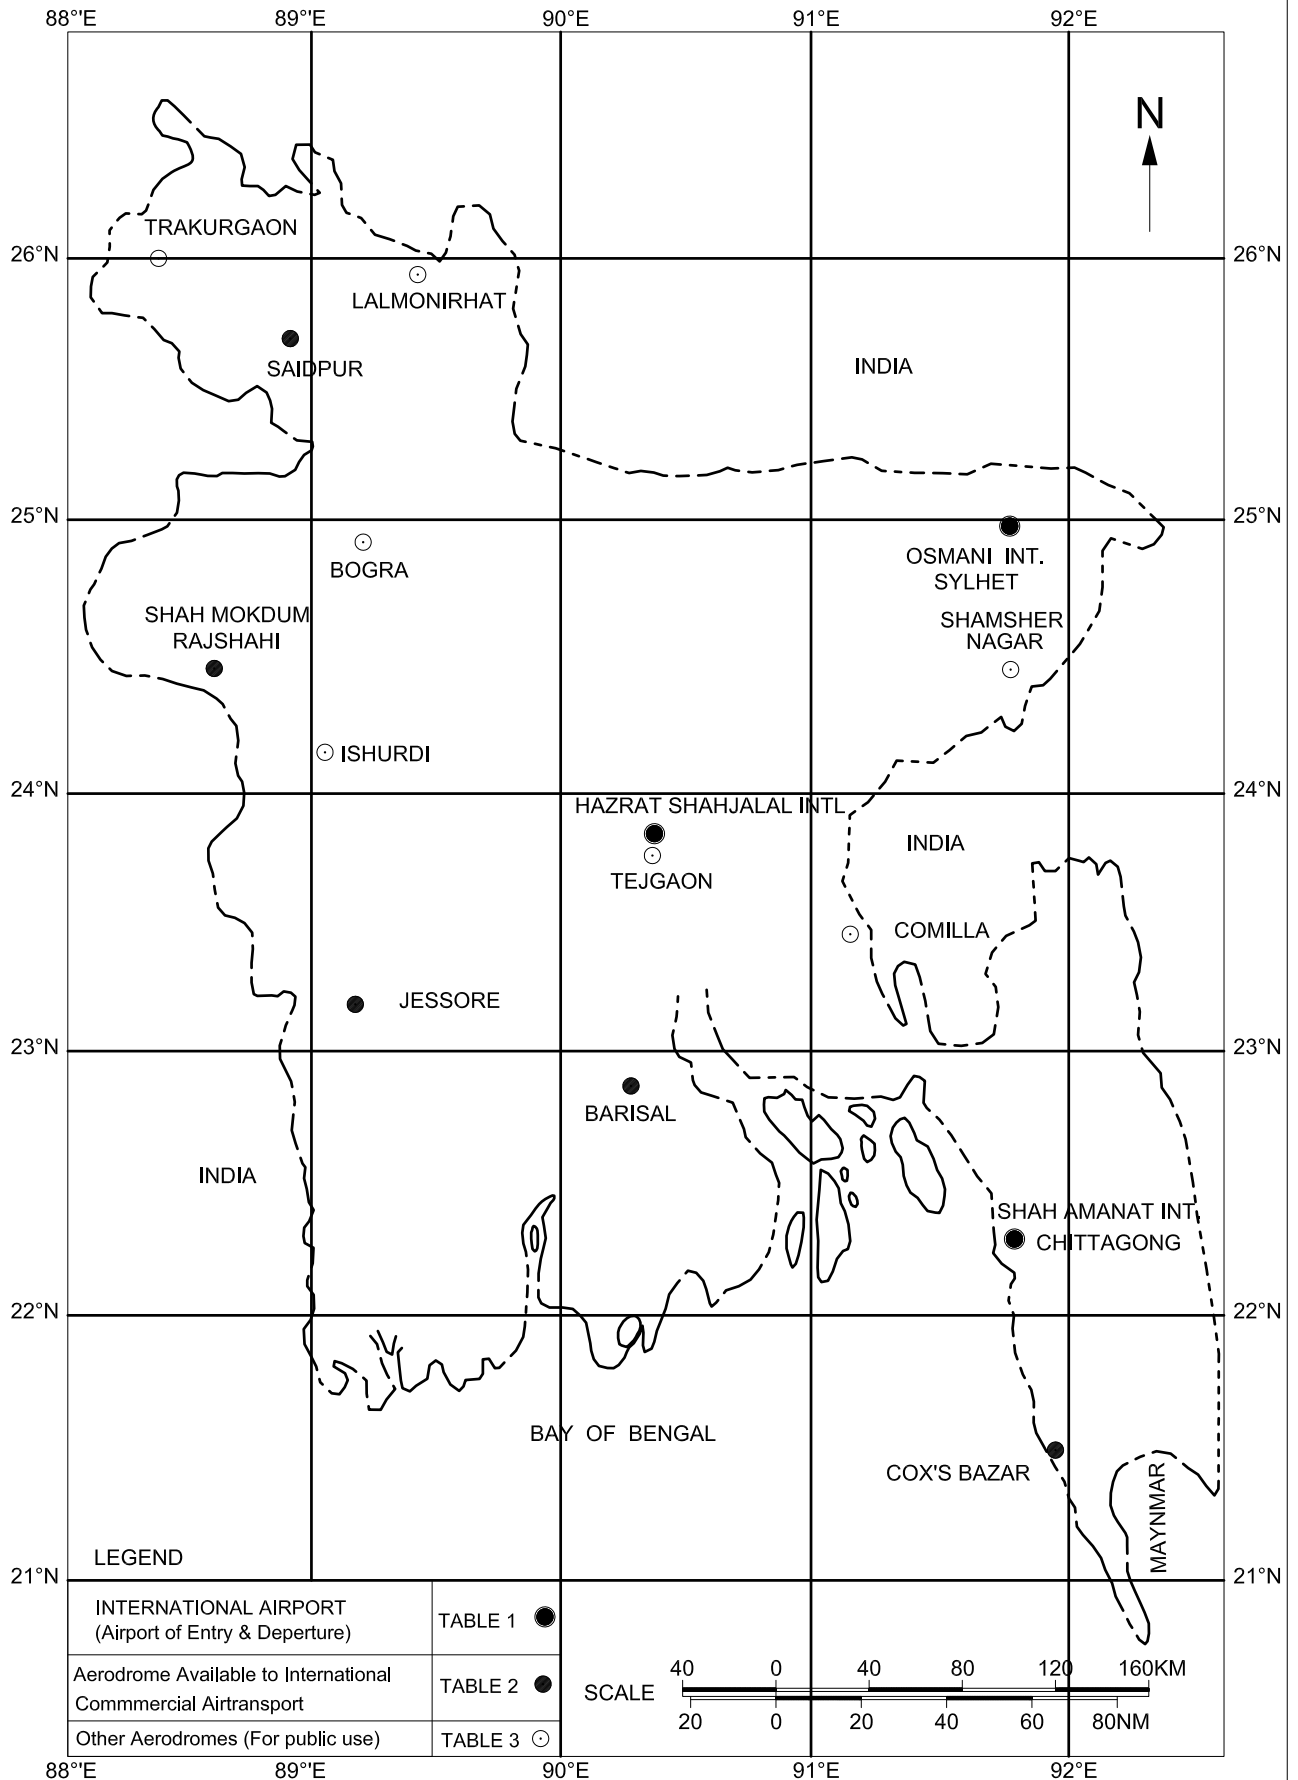 88°'E 89°'E 90°'E 91°'E 92°'E
N
TRAKURGAON
26°N 26°N
LALMONIRHAT
SAIDPUR
INDIA
25°N 25°N
OSMANI INT.
SYLHET
BOGRA
SHAH MOKDUM
RAJSHAHI
SHAMSHER
NAGAR
ISHURDI
24°N 24°N
HAZRAT SHAHJALAL INTL
INDIA
TEJGAON
COMILLA
JESSORE
23°N 23°N
BARISAL
INDIA
SHAH AMANAT INT.
CHITTAGONG
22°N 22°N
BAY OF BENGAL
COX'S BAZAR
MAYNMAR
LEGEND
21°N 21°N
INTERNATIONAL AIRPORT
(Airport of Entry & Deperture)
TABLE 1
Aerodrome Available to International
Commmercial Airtransport
TABLE 2
Other Aerodromes (For public use)
TABLE 3
SCALE
40 0 40 80 120 160KM
20 0 20 40 60 80NM
88°'E 89°'E 90°'E 91°'E 92°'E